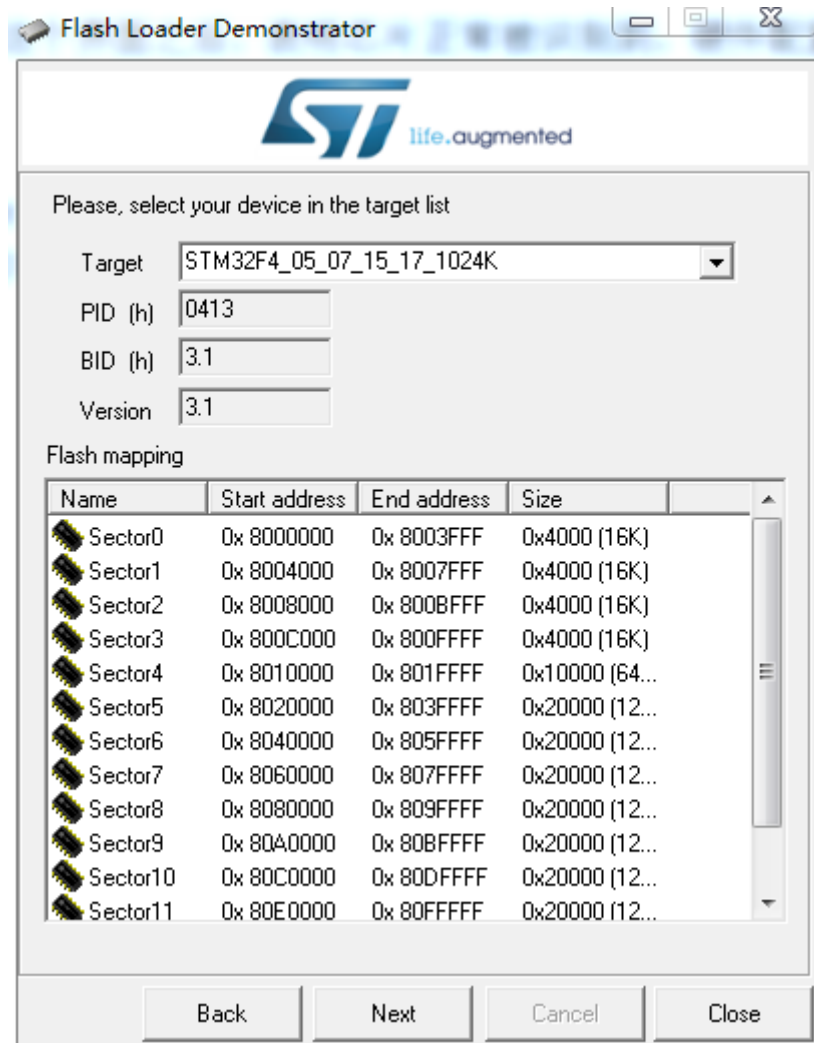 Flash Loader Demonstrator
life.augmented
Please, select your device in the target list
Target STM32F4_05_07_15_17_1024K
PID (h) 0413
BID (h) 3.1
Version 3.1
Flash mapping
Name Start address End address Size
Sector0 0x 8000000 0x 8003FFF 0x4000 (16K)
Sector1 0x 8004000 0x 8007FFF 0x4000 (16K)
Sector2 0x 8008000 0x 800BFFF 0x4000 (16K)
Sector3 0x 800C000 0x 800FFFF 0x4000 (16K)
Sector4 0x 8010000 0x 801FFFF 0x10000 (64...
Sector5 0x 8020000 0x 803FFFF 0x20000 (12...
Sector6 0x 8040000 0x 805FFFF 0x20000 (12...
Sector7 0x 8060000 0x 807FFFF 0x20000 (12...
Sector8 0x 8080000 0x 809FFFF 0x20000 (12...
Sector9 0x 80A0000 0x 80BFFFF 0x20000 (12...
Sector10 0x 80C0000 0x 80DFFFF 0x20000 (12...
Sector11 0x 80E0000 0x 80FFFFF 0x20000 (12...
Back Next Cancel Close